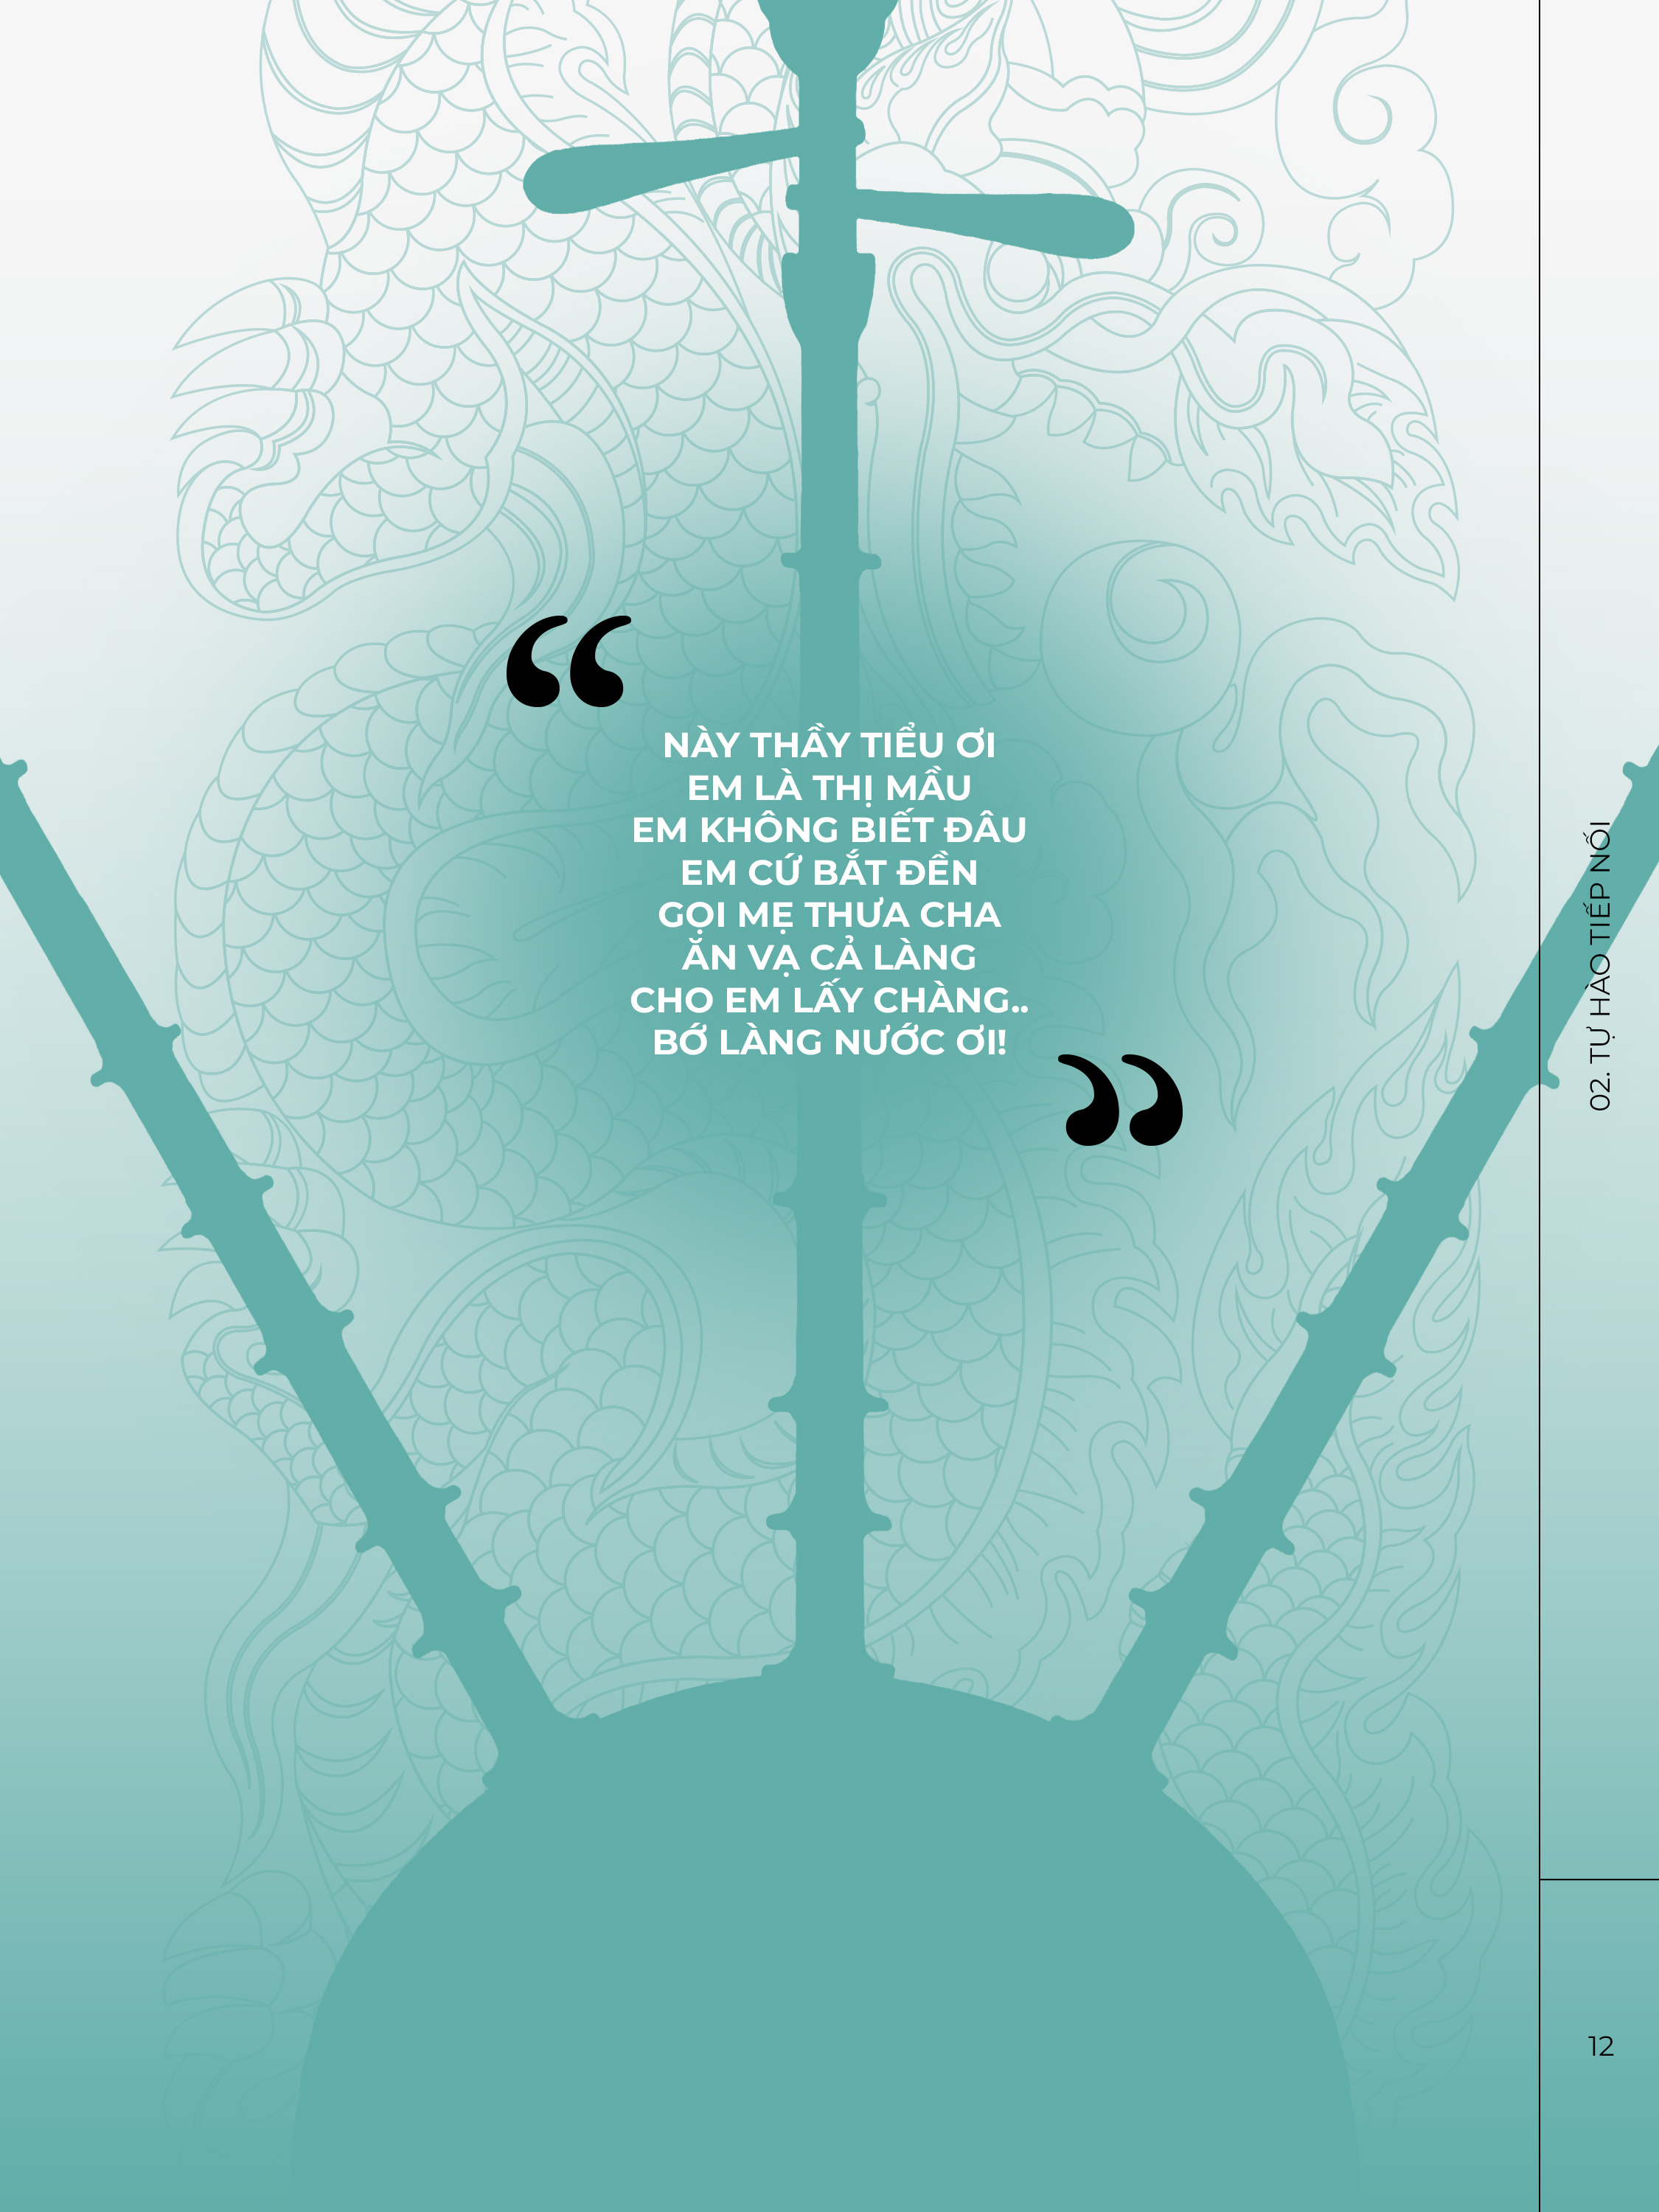 “
NÀY THẦY TIỂU ƠI
EM LÀ THỊ MẦU
EM KHÔNG BIẾT ĐÂU
EM CỨ BẮT ĐỀN
GỌI MẸ THƯA CHA
ĂN VẠ CẢ LÀNG
CHO EM LẤY CHÀNG..
BỚ LÀNG NƯỚC ƠI!
”
02. TỰ HÀO TIẾP NỐI
12